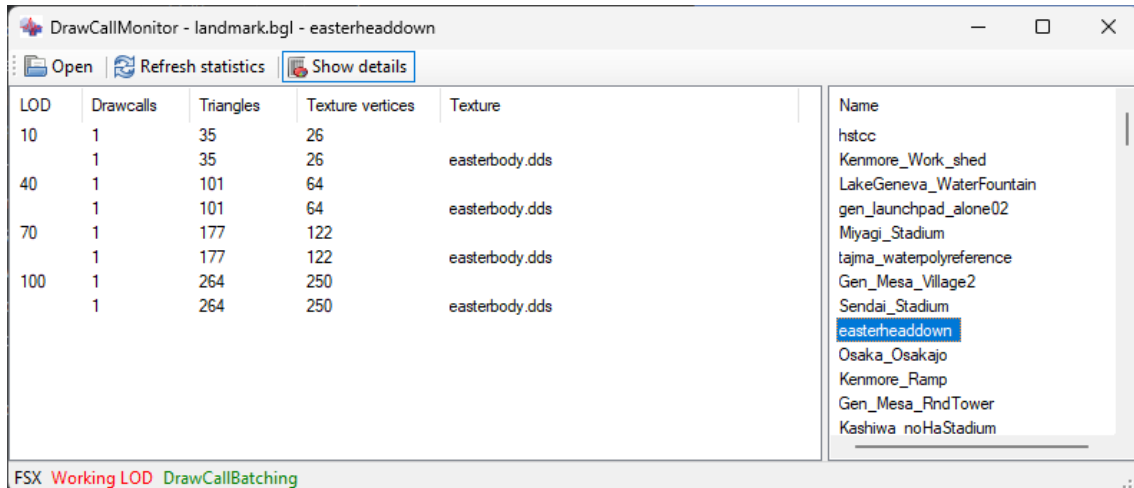 DrawCallMonitor - landmark.bgl - easterheaddown
Open Refresh statistics Show details
LOD Drawcalls Triangles Texture vertices Texture
10 1 35 26
1 35 26 easterbody.dds
40 1 101 64
1 101 64 easterbody.dds
70 1 177 122
1 177 122 easterbody.dds
100 1 264 250
1 264 250 easterbody.dds
Name
hstcc
Kenmore_Work_shed
LakeGeneva_WaterFountain
gen_launchpad_alone02
Miyagi_Stadium
tajma_waterpolyreference
Gen_Mesa_Village2
Sendai_Stadium
easterheaddown
Osaka_Osakajo
Kenmore_Ramp
Gen_Mesa_RndTower
Kashiwa_noHaStadium
FSX Working LOD DrawCallBatching